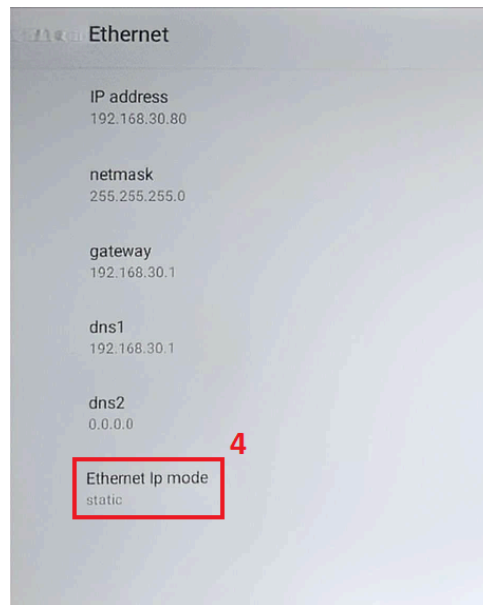 Ethernet
IP address
192.168.30.80
netmask
255.255.255.0
gateway
192.168.30.1
dns1
192.168.30.1
dns2
0.0.0.0
4
Ethernet Ip mode
static